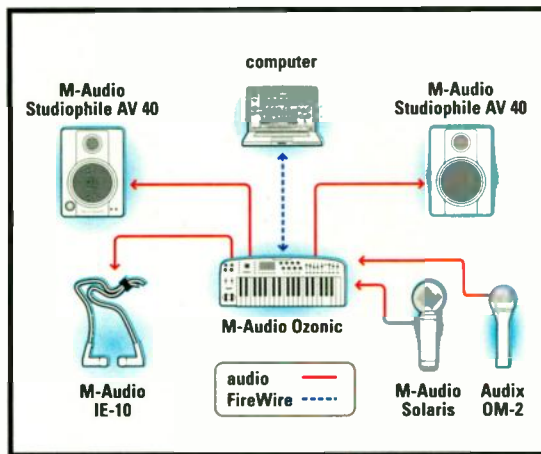 computer
M-Audio
Studiophile AV 40
M-Audio
Studiophile AV 40
M-Audio Ozonic
M-Audio
IE-10
audio
FireWire
M-Audio
Solaris
Audix
OM-2